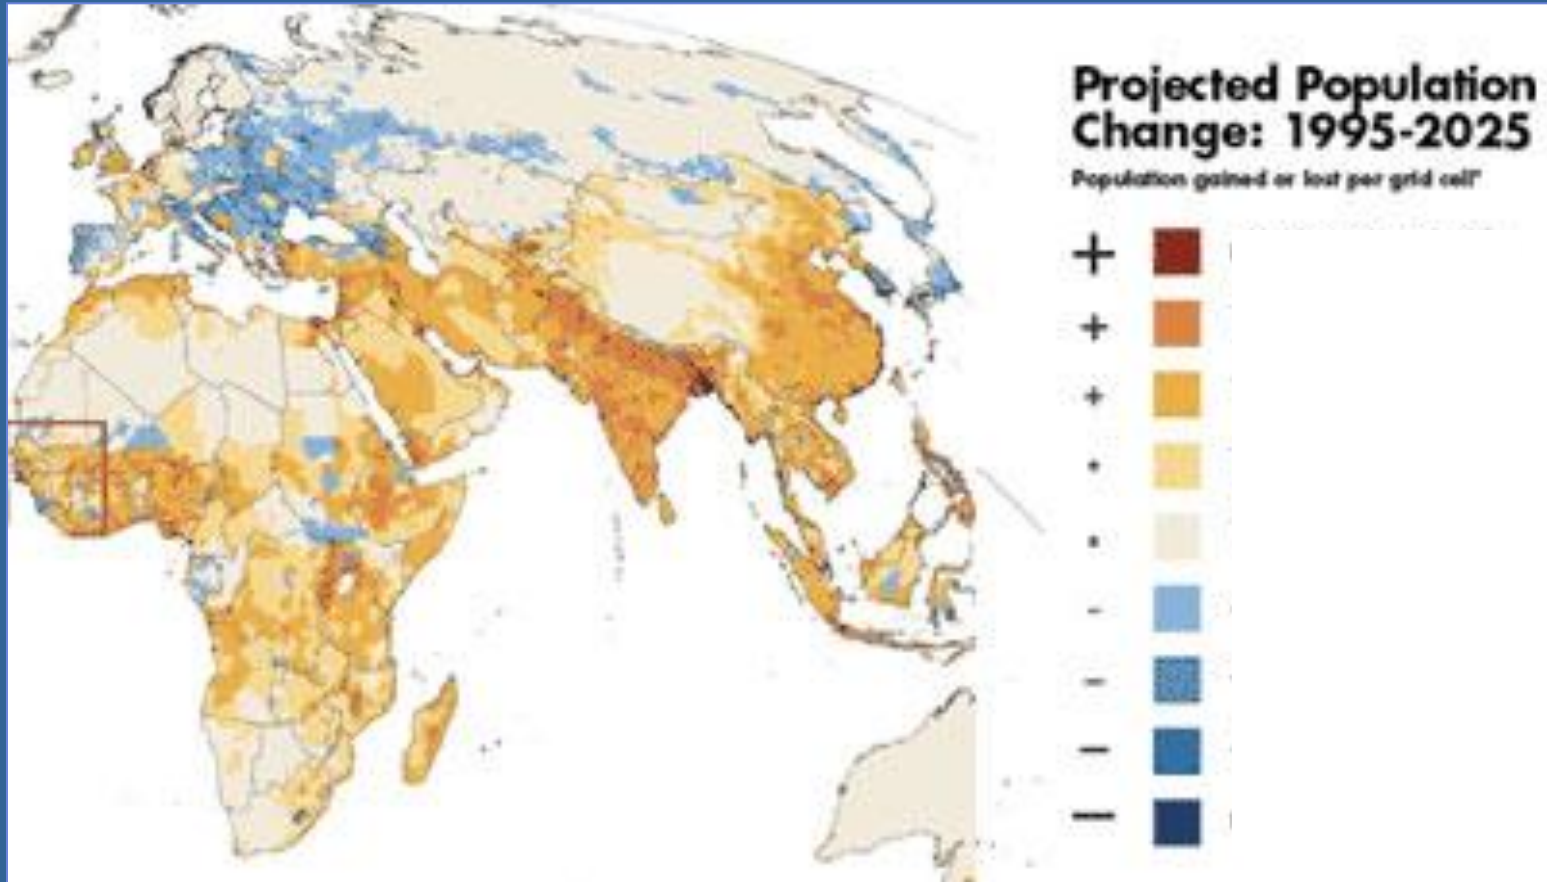 Projected Population
Change: 1995-2025
Population gained or lost per grid cell*